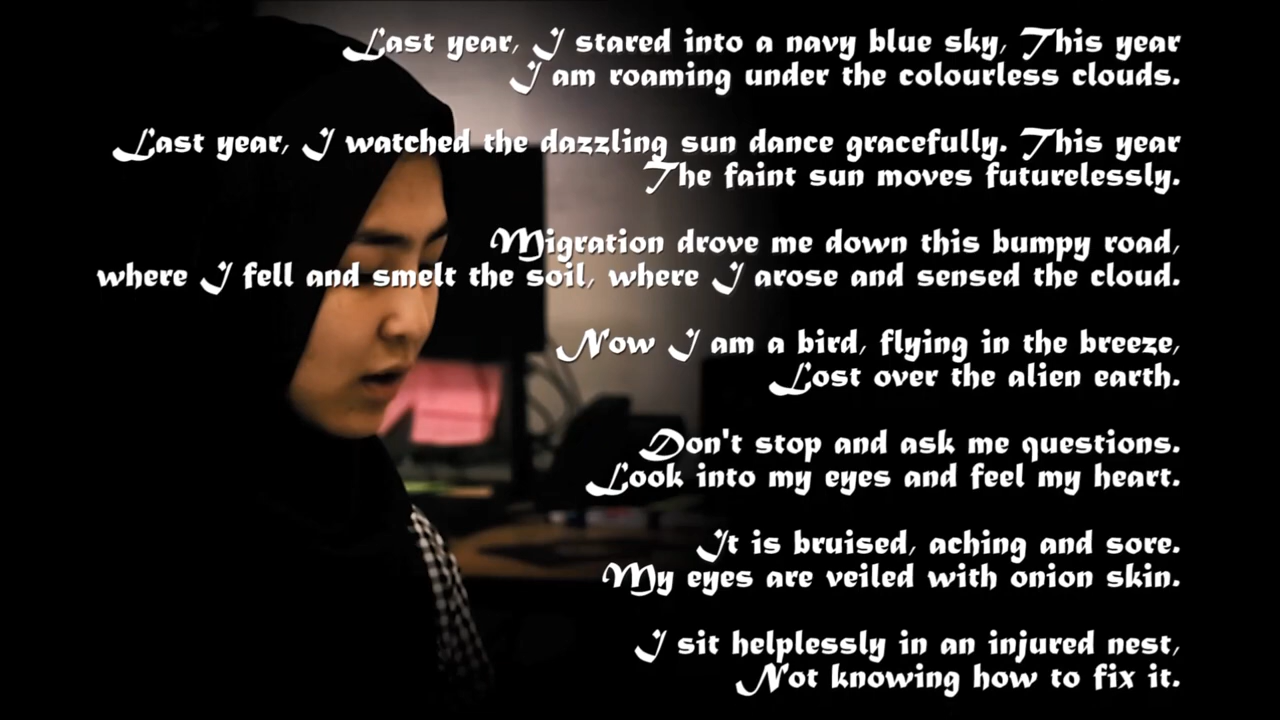 Last year, I stared into a navy blue sky, This year
I am roaming under the colourless clouds.
Last year, I watched the dazzling sun dance gracefully. This year
The faint sun moves futurelessly.
Migration drove me down this bumpy road,
where I fell and smelt the soil, where I arose and sensed the cloud.
Now I am a bird, flying in the breeze,
Lost over the alien earth.
Don't stop and ask me questions.
Look into my eyes and feel my heart.
It is bruised, aching and sore.
My eyes are veiled with onion skin.
I sit helplessly in an injured nest,
Not knowing how to fix it.